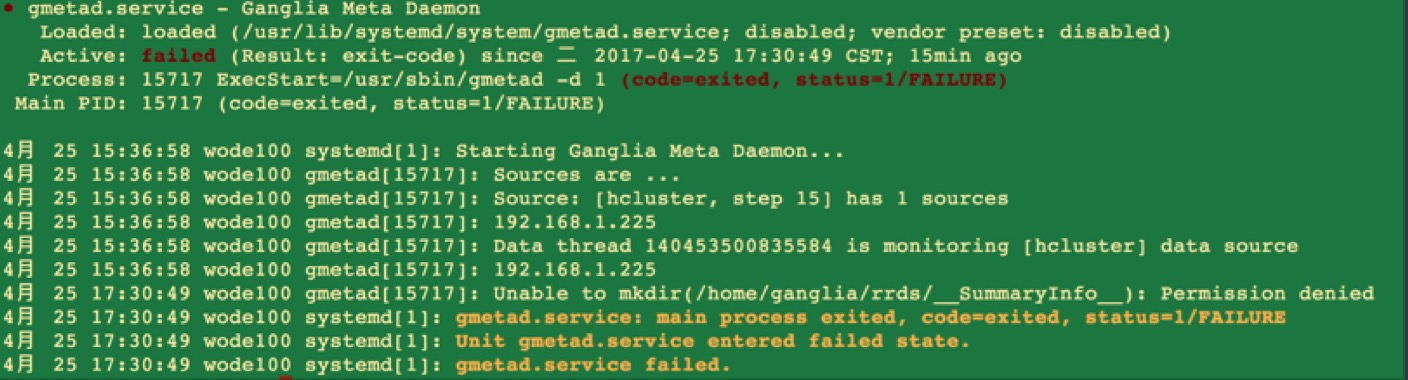 ● gmetad.service - Ganglia Meta Daemon
Loaded: loaded (/usr/lib/systemd/system/gmetad.service; disabled; vendor preset: disabled)
Active: failed (Result: exit-code) since 二 2017-04-25 17:30:49 CST; 15min ago
Process: 15717 ExecStart=/usr/sbin/gmetad -d 1 (code=exited, status=1/FAILURE)
Main PID: 15717 (code=exited, status=1/FAILURE)
4月 25 15:36:58 wode100 systemd[1]: Starting Ganglia Meta Daemon...
4月 25 15:36:58 wode100 gmetad[15717]: Sources are ...
4月 25 15:36:58 wode100 gmetad[15717]: Source: [hcluster, step 15] has 1 sources
4月 25 15:36:58 wode100 gmetad[15717]: 192.168.1.225
4月 25 15:36:58 wode100 gmetad[15717]: Data thread 140453500835584 is monitoring [hcluster] data source
4月 25 15:36:58 wode100 gmetad[15717]: 192.168.1.225
4月 25 17:30:49 wode100 gmetad[15717]: Unable to mkdir(/home/ganglia/rrds/__SummaryInfo__): Permission denied
4月 25 17:30:49 wode100 systemd[1]: gmetad.service: main process exited, code=exited, status=1/FAILURE
4月 25 17:30:49 wode100 systemd[1]: Unit gmetad.service entered failed state.
4月 25 17:30:49 wode100 systemd[1]: gmetad.service failed.